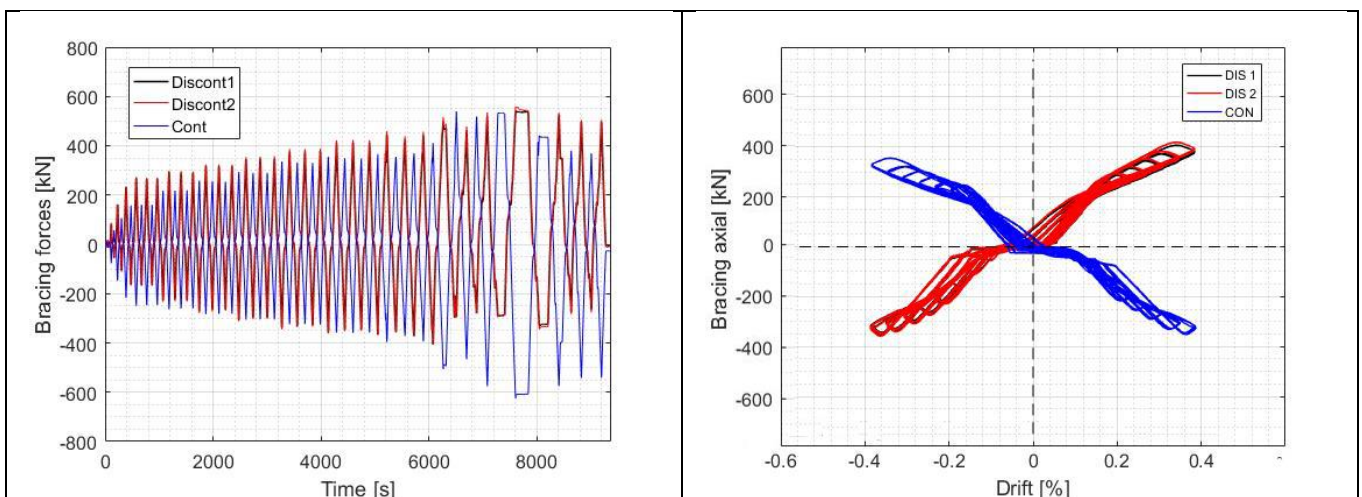 800
600
400
200
0
-200
-400
-600
-800
Bracing forces [kN]
Discont1
Discont2
Cont
0
2000
4000
6000
8000
Time [s]
600
400
200
0
-200
-400
-600
Bracing axial [kN]
DIS 1
DIS 2
CON
-0.6
-0.4
-0.2
0
0.2
0.4
Drift [%]